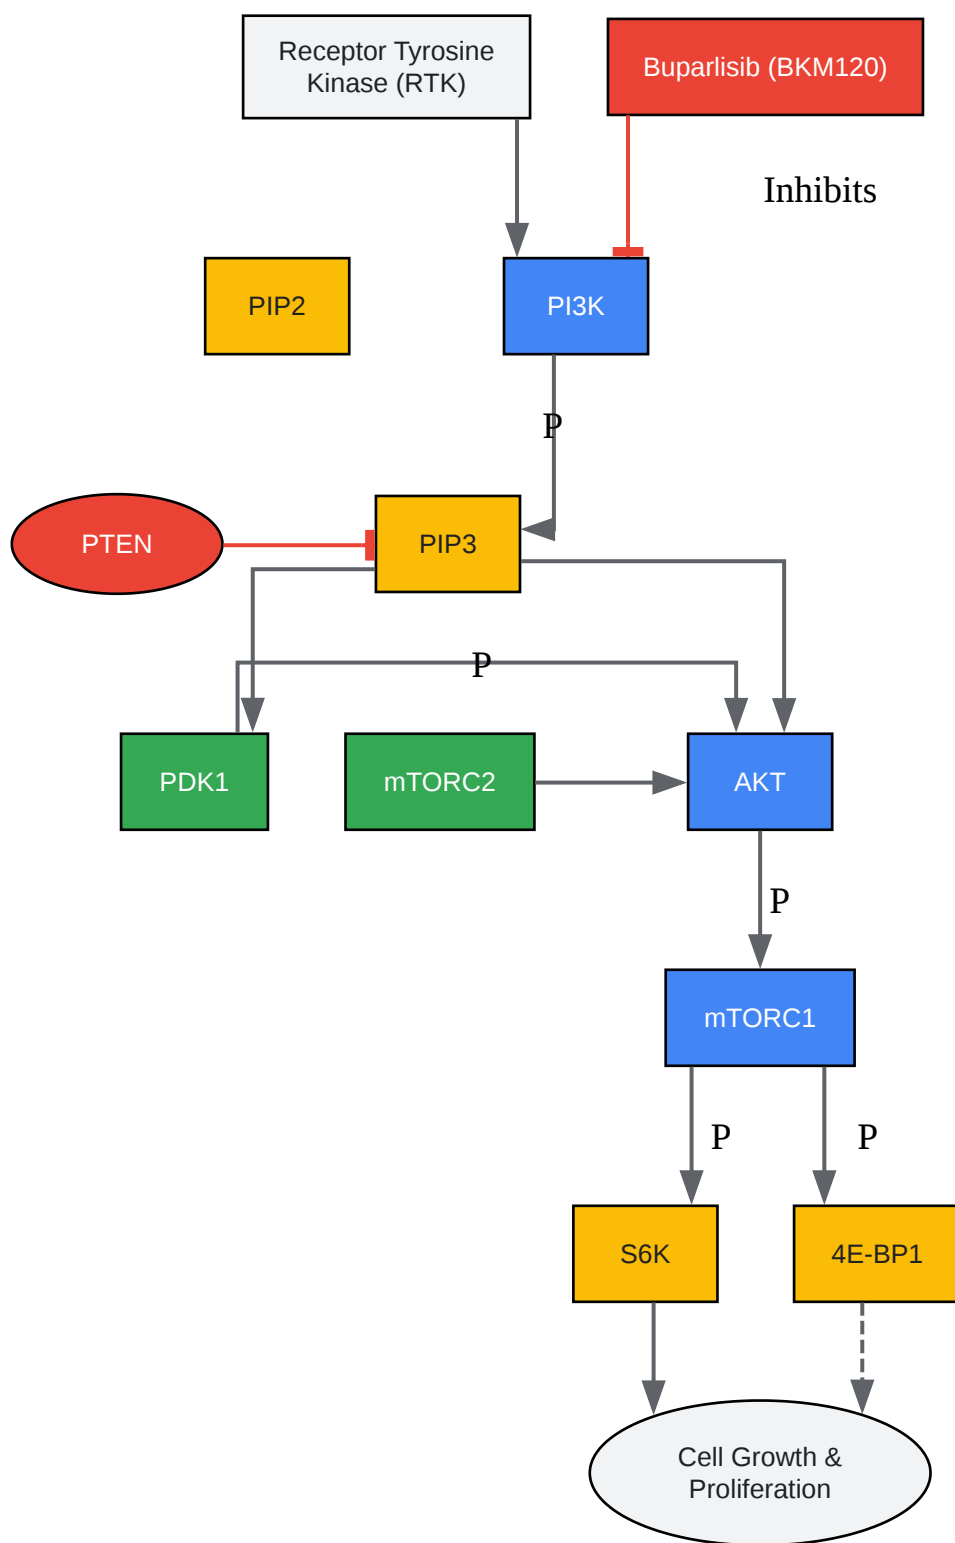 Receptor Tyrosine
Kinase (RTK)
Buparlisib (BKM120)
Inhibits
PIP2
PI3K
P
PTEN
PIP3
P
PDK1
mTORC2
AKT
P
mTORC1
P
P
S6K
4E-BP1
Cell Growth &
Proliferation